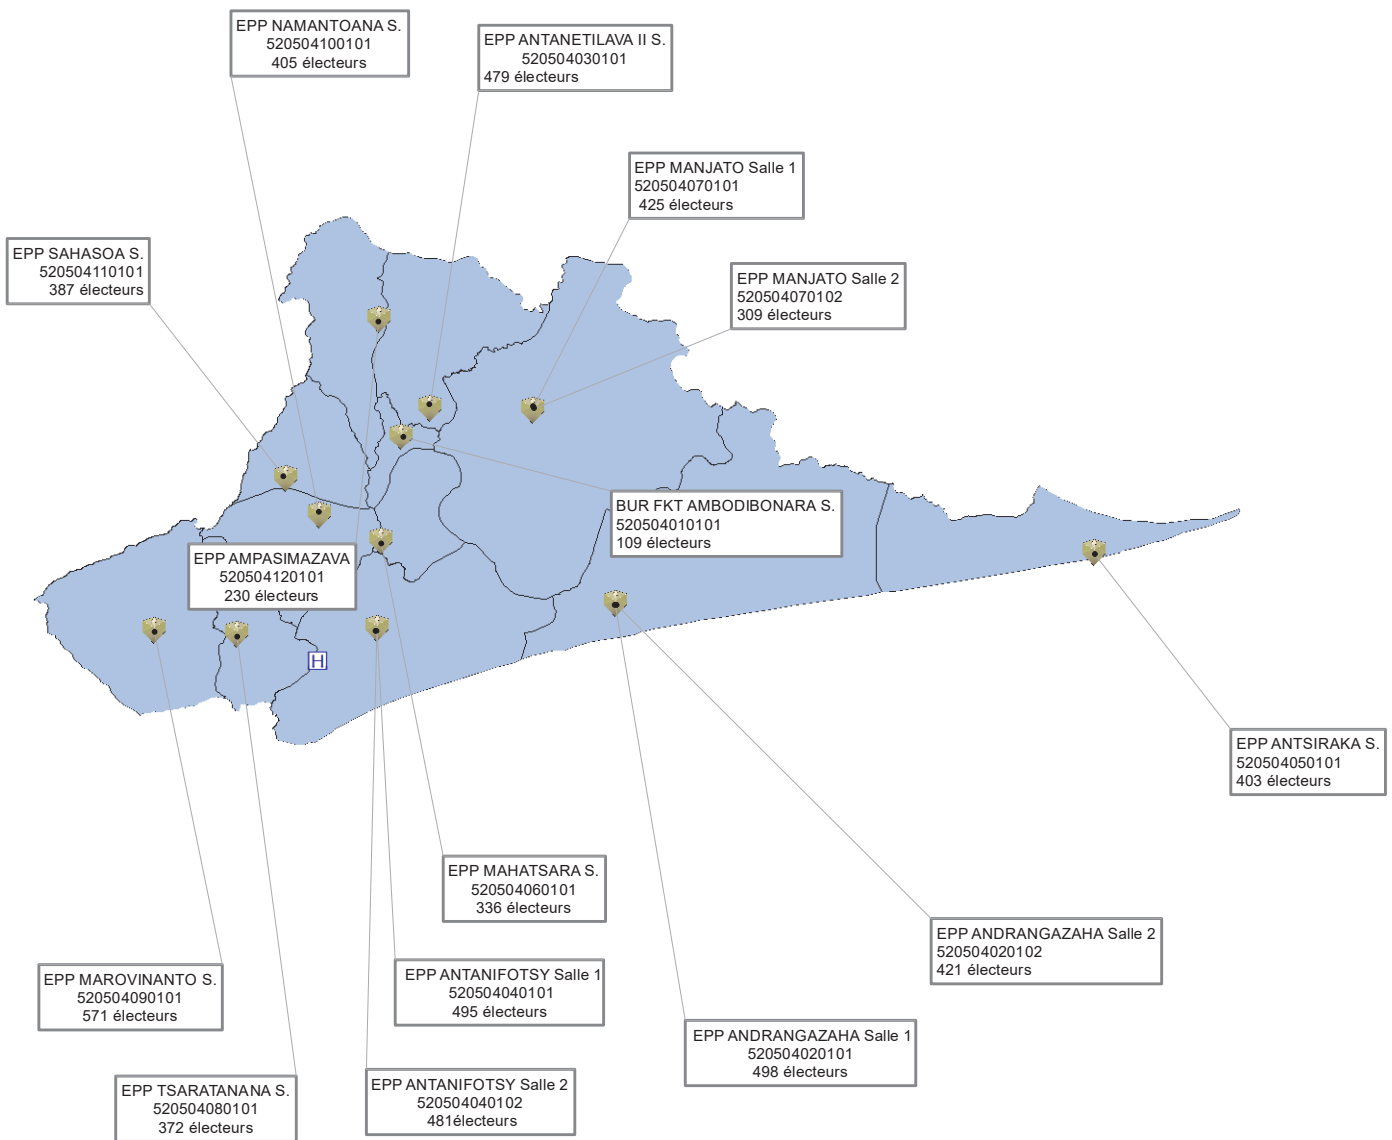 EPP NAMANTOANA S.
520504100101
405 électeurs
EPP ANTANETILAVA II S.
520504030101
479 électeurs
EPP MANJATO Salle 1
520504070101
425 électeurs
EPP SAHASOA S.
520504110101
387 électeurs
EPP MANJATO Salle 2
520504070102
309 électeurs
BUR FKT AMBODIBONARA S.
520504010101
109 électeurs
EPP AMPASIMAZAVA
520504120101
230 électeurs
H
EPP ANTSIRAKA S.
520504050101
403 électeurs
EPP MAHATSARA S.
520504060101
336 électeurs
EPP ANDRANGAZAHA Salle 2
520504020102
421 électeurs
EPP MAROVINANTO S.
520504090101
571 électeurs
EPP ANTANIFOTSY Salle 1
520504040101
495 électeurs
EPP ANDRANGAZAHA Salle 1
520504020101
498 électeurs
EPP TSARATANANA S.
520504080101
372 électeurs
EPP ANTANIFOTSY Salle 2
520504040102
481électeurs